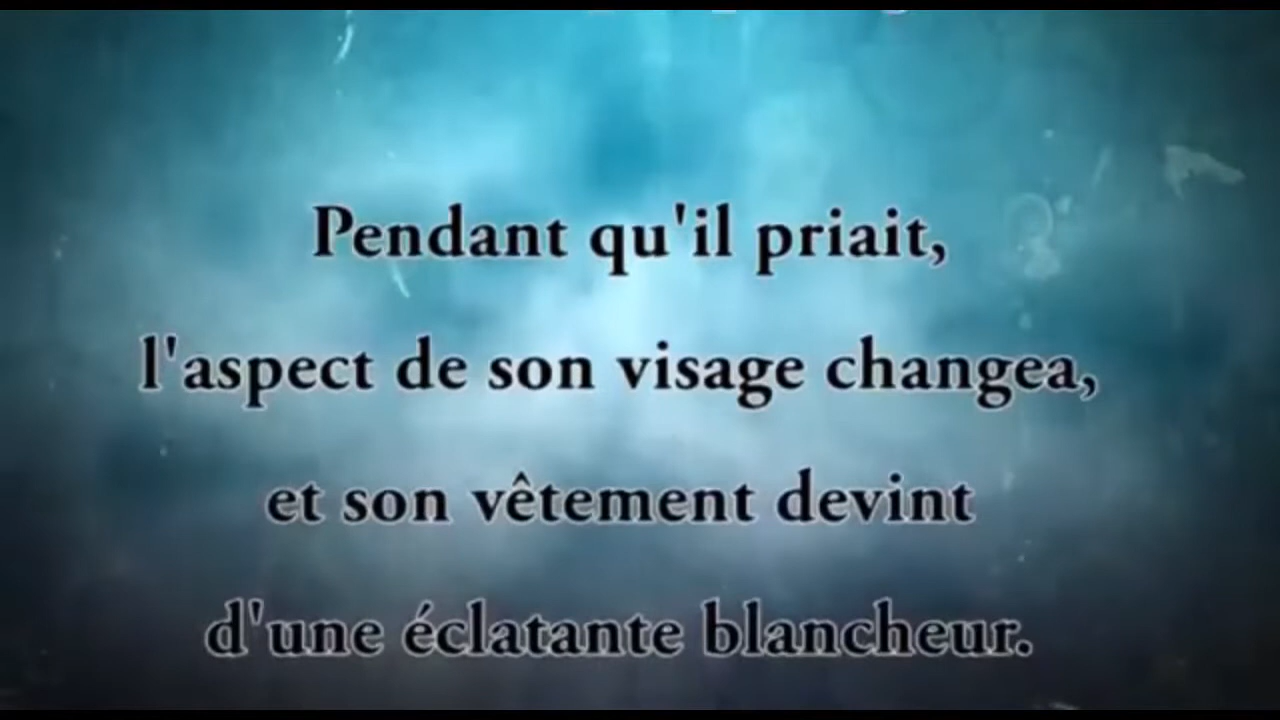 Pendant qu'il priait,
l'aspect de son visage changea,
et son vêtement devint
d'une éclatante blancheur.